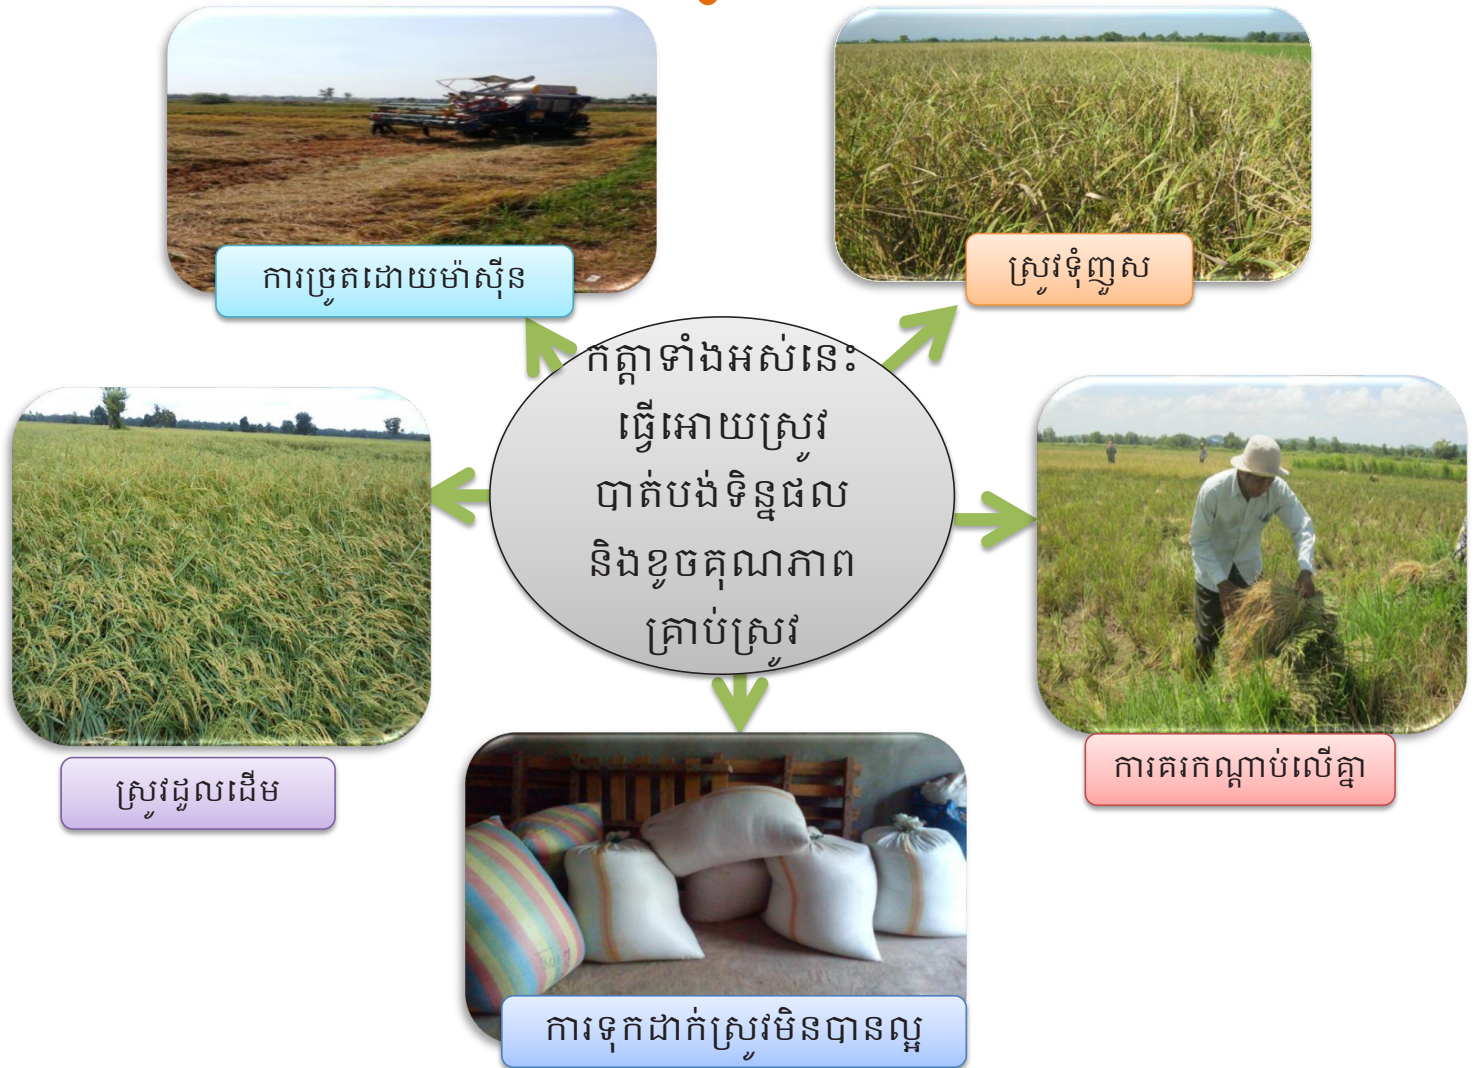 ការច្រូតដោយម៉ាស៊ីន
ស្រូវទុំញួស
កត្តាទាំងអស់នេះ
ធ្វើអោយស្រូវ
បាត់បង់ទិន្នផល
និងខូចគុណភាព
គ្រាប់ស្រូវ
ស្រូវដួលដើម
ការគរកណ្តាប់លើគ្នា
ការទុកដាក់ស្រូវមិនបានល្អ